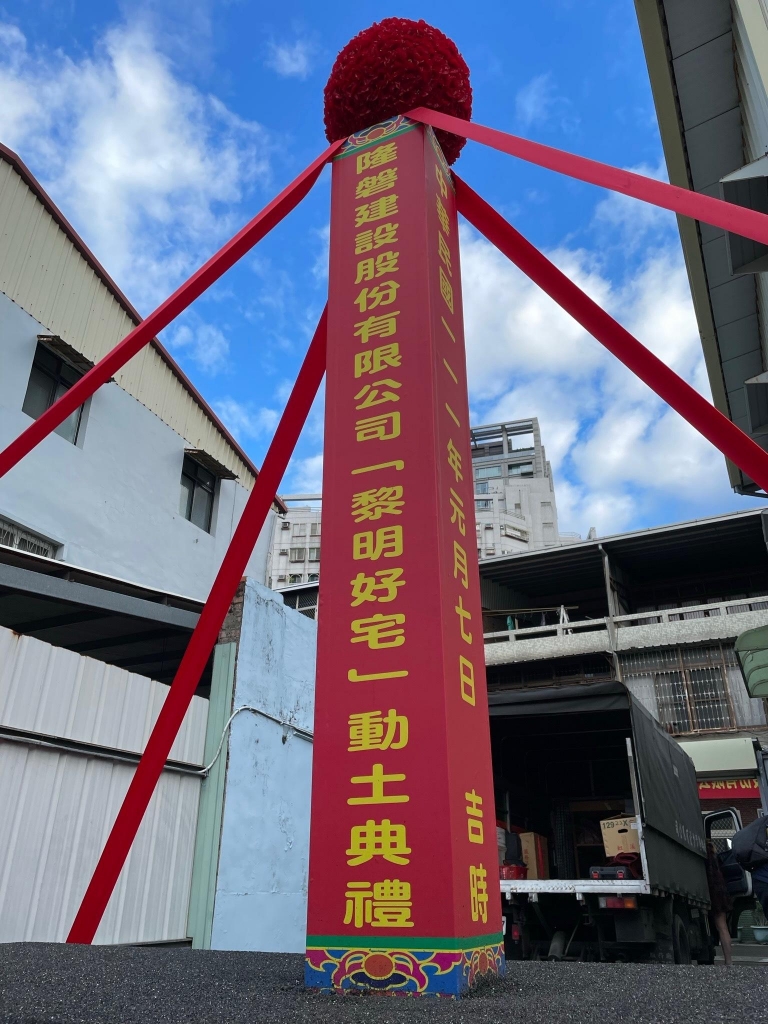 隆磐建設股份有限公司「黎明好宅」動土典禮
中華民國一一一年元月七日 吉時